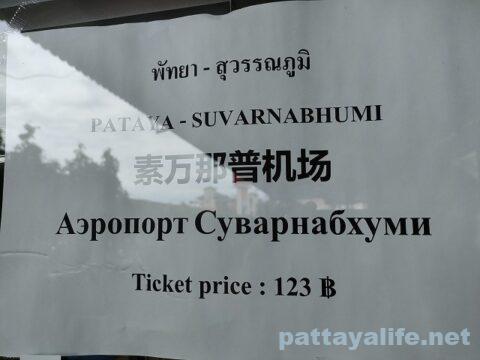 พัทยา - สุวรรณภูมิ
PATAYA - SUVARNABHUMI
素万那普机场
Аэропорт Суварнабхуми
Ticket price : 123 ฿
pattayalife.net